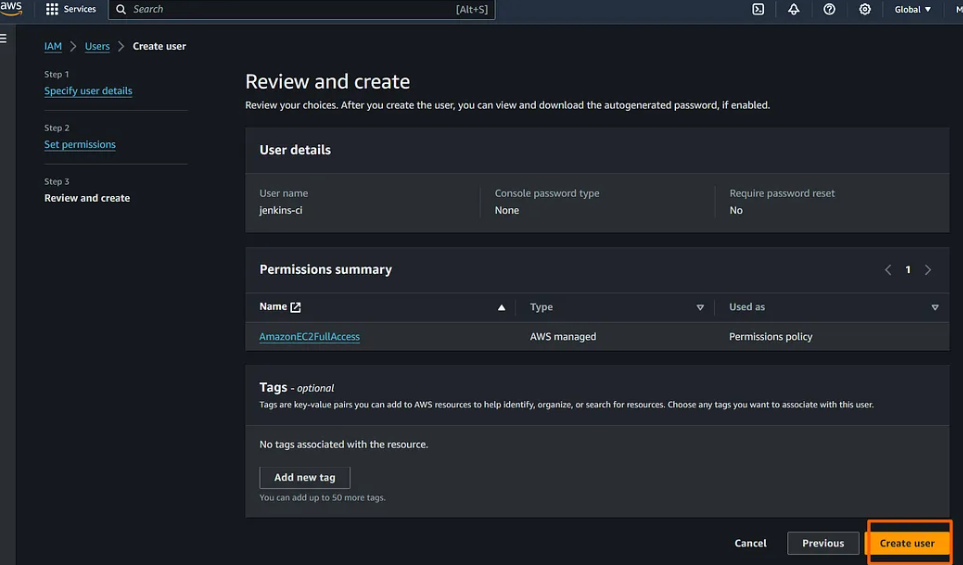 aws
Services
Search
[Alt+S]
Global
IAM
Users
Create user
Step 1
Specify user details
Step 2
Set permissions
Step 3
Review and create
Review and create
Review your choices. After you create the user, you can view and download the autogenerated password, if enabled.
User details
User name
jenkins-ci
Console password type
None
Require password reset
No
Permissions summary
1
Name
Type
Used as
AmazonEC2FullAccess
AWS managed
Permissions policy
Tags - optional
Tags are key-value pairs you can add to AWS resources to help identify, organize, or search for resources. Choose any tags you want to associate with this user.
No tags associated with the resource.
Add new tag
You can add up to 50 more tags.
Cancel
Previous
Create user